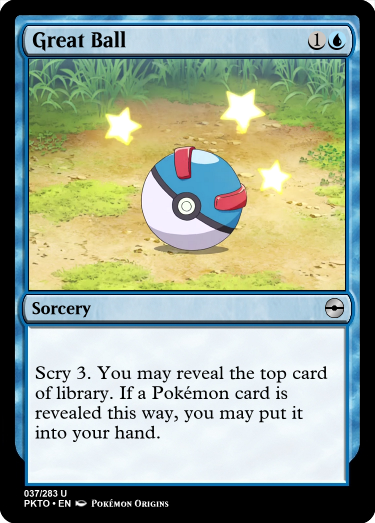 Great Ball 1
Sorcery
Scry 3. You may reveal the top card
of library. If a Pokémon card is
revealed this way, you may put it
into your hand.
037/283 U
PKTO • EN Pokémon Origins